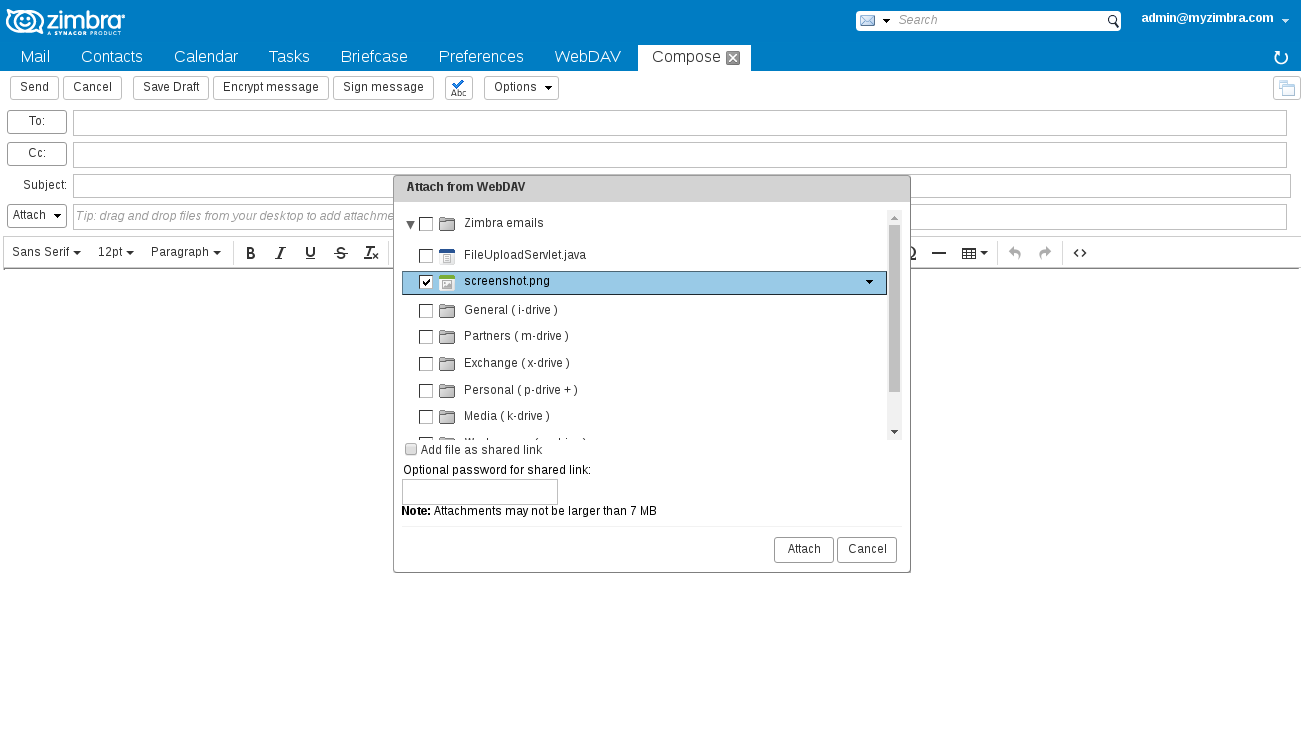 zimbra®
A SYNACOR PRODUCT
Search
admin@myzimbra.com
Mail Contacts Calendar Tasks Briefcase Preferences WebDAV Compose
Send Cancel Save Draft Encrypt message Sign message Abc Options
To:
Cc:
Subject:
Attach Tip: drag and drop files from your desktop to add
Sans Serif 12pt Paragraph B I U S
Attach from WebDAV
Zimbra emails
FileUploadServlet.java
screenshot.png
General ( i-drive )
Partners ( m-drive )
Exchange ( x-drive )
Personal ( p-drive + )
Media ( k-drive )
Add file as shared link
Optional password for shared link:
Note: Attachments may not be larger than 7 MB
Attach Cancel